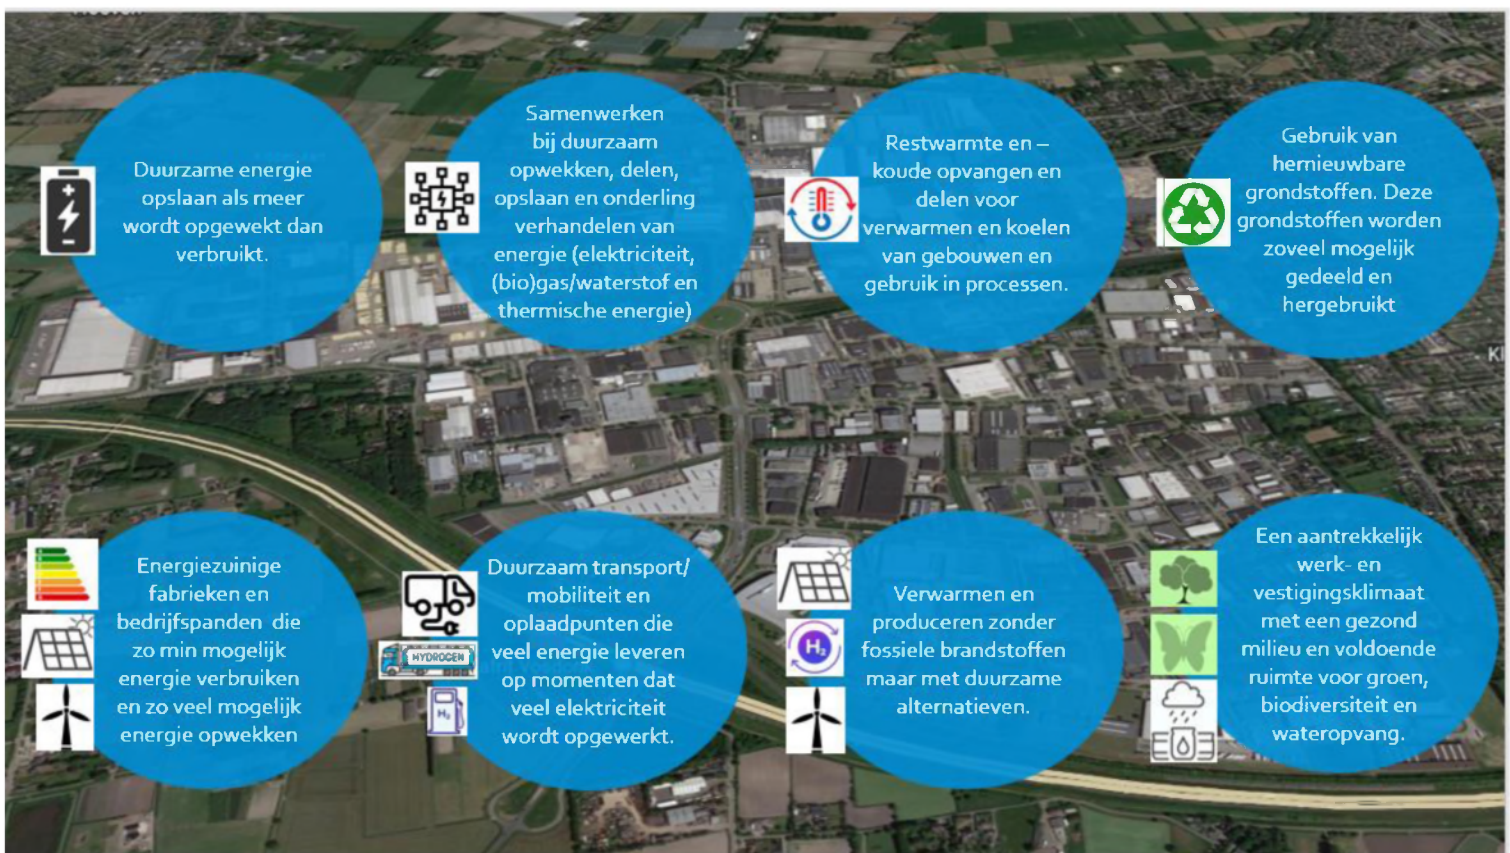 Duurzame energie
opslaan als meer
wordt opgewekt dan
verbruikt.
Samenwerken
bij duurzaam
opwekken, delen,
opslaan en onderling
verhandelen van
energie (elektriciteit,
(bio)gas/waterstof en
thermische energie)
Restwarmte en –
koude opvangen en
delen voor
verwarmen en koelen
van gebouwen en
gebruik in processen.
Gebruik van
hernieuwbare
grondstoffen. Deze
grondstoffen worden
zoveel mogelijk
gedeeld en
hergebruikt
Energiezuinige
fabrieken en
bedrijfspanden die
zo min mogelijk
energie verbruiken
en zo veel mogelijk
energie opwekken
Duurzaam transport/
mobiliteit en
oplaadpunten die
veel energie leveren
op momenten dat
veel elektriciteit
wordt opgewerkt.
HYDROGEN
H₂
Verwarmen en
produceren zonder
fossiele brandstoffen
maar met duurzame
alternatieven.
H₂
Een aantrekkelijk
werk- en
vestigingsklimaat
met een gezond
milieu en voldoende
ruimte voor groen,
biodiversiteit en
wateropvang.